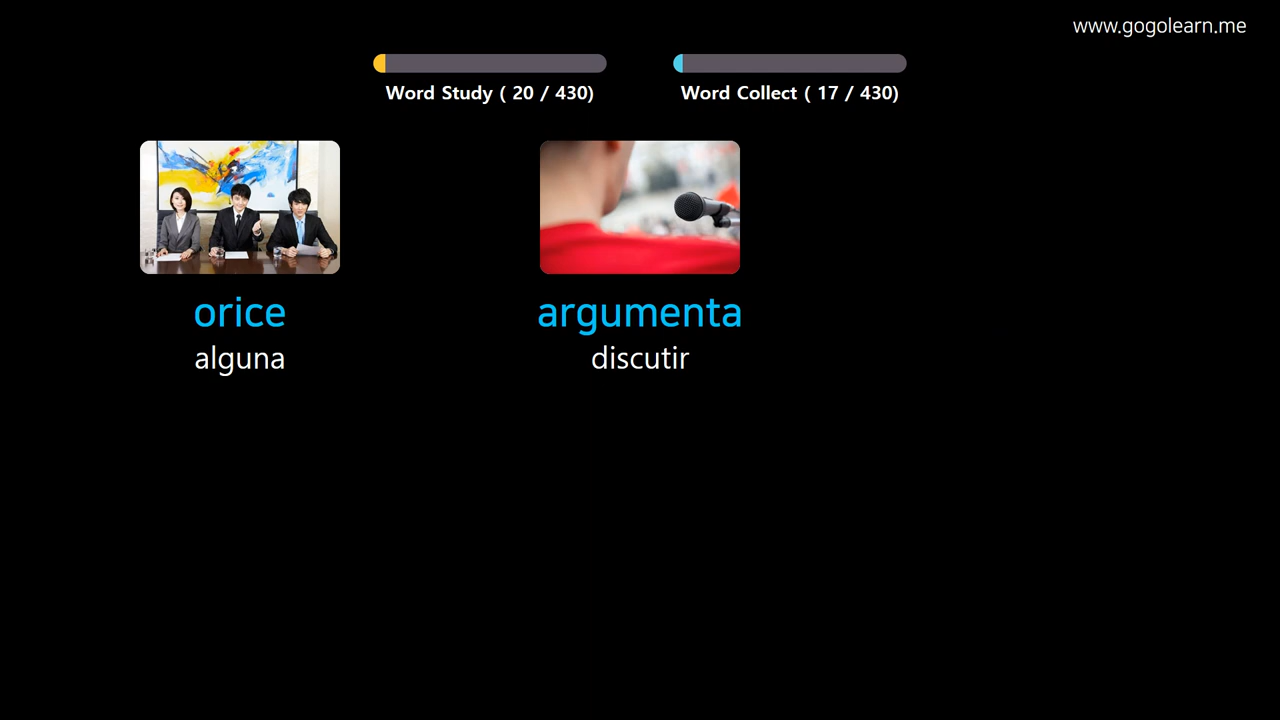 www.gogolearn.me
Word Study ( 20 / 430)
Word Collect ( 17 / 430)
orice
alguna
argumenta
discutir